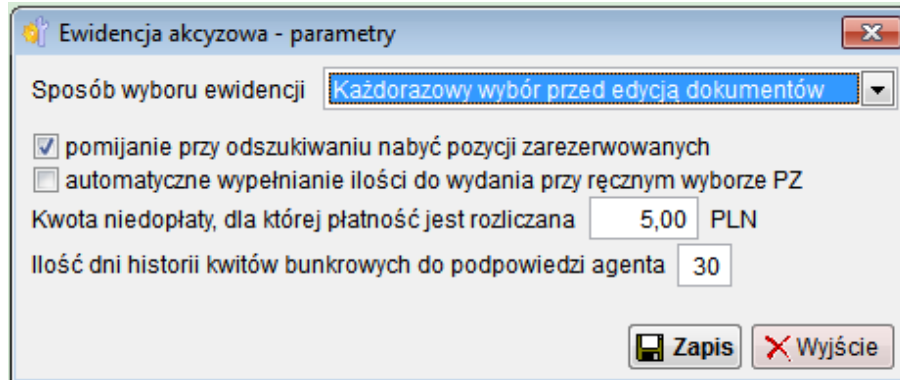 Ewidencja akcyzowa - parametry
Sposób wyboru ewidencji Każdorazowy wybór przed edycją dokumentów
pomijanie przy odszukiwaniu nabyć pozycji zarezerwowanych
automatyczne wypełnianie ilości do wydania przy ręcznym wyborze PZ
Kwota niedopłaty, dla której płatność jest rozliczana 5,00 PLN
Ilość dni historii kwitów bunkrowych do podpowiedzi agenta 30
Zapis Wyjście